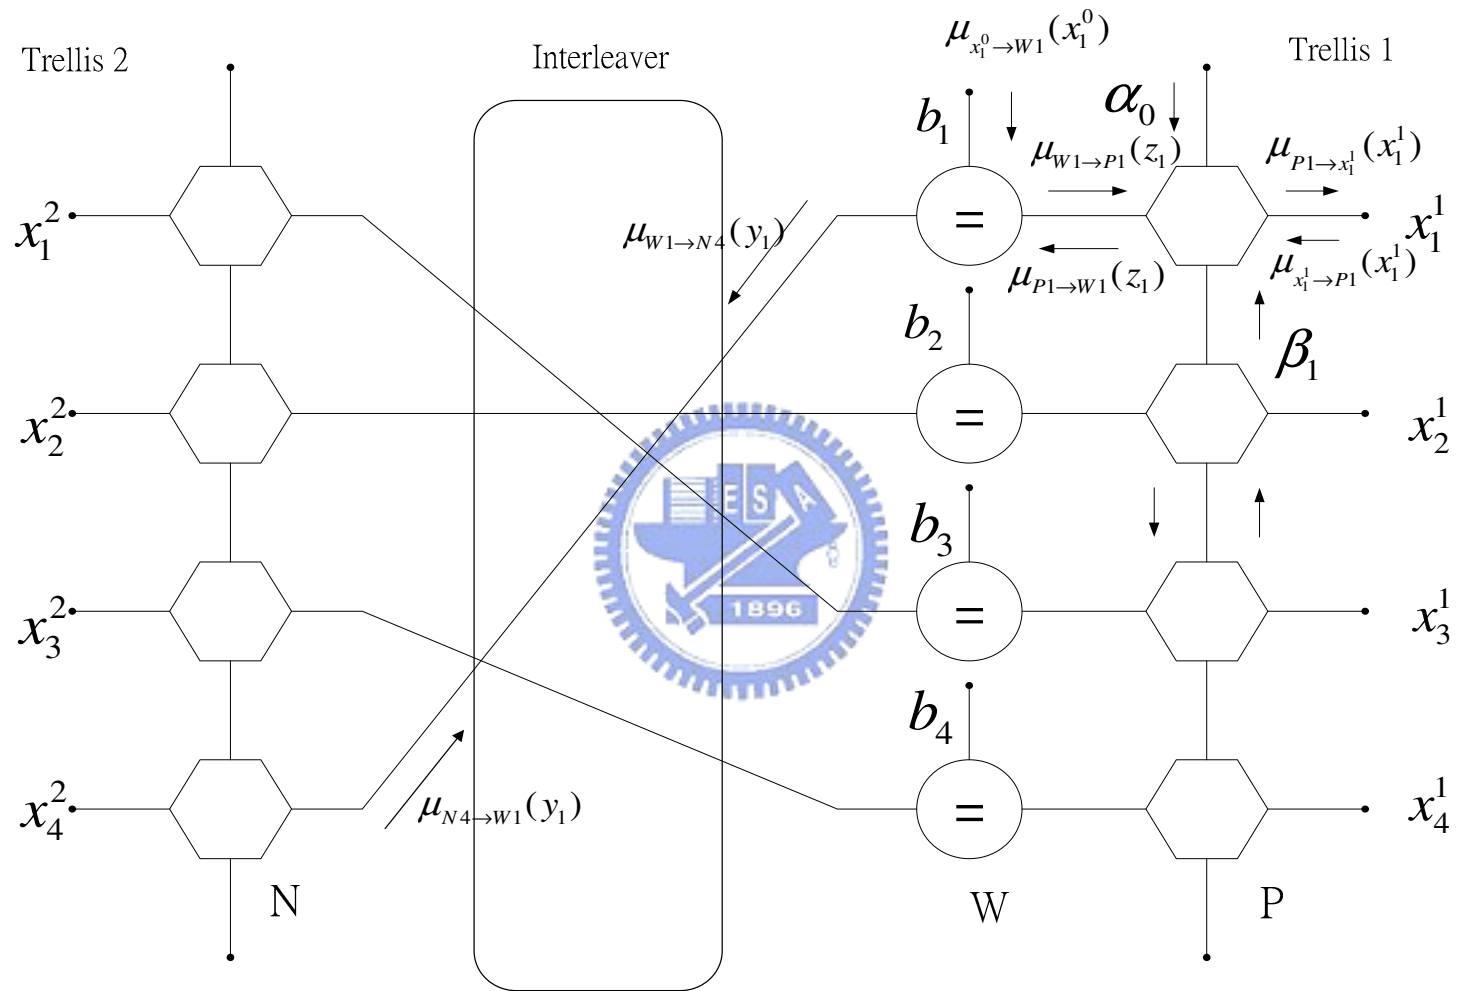 Trellis 2
Interleaver
μ_{x_1^0→W1}(x_1^0)
Trellis 1
b_1
α_0
μ_{W1→P1}(z_1)
μ_{P1→x_1^1}(x_1^1)
x_1^2
=
x_1^1
μ_{W1→N4}(y_1)
μ_{P1→W1}(z_1)
μ_{x_1^1→P1}(x_1^1)
b_2
β_1
x_2^2
=
x_2^1
E S A
b_3
x_3^2
1896
=
x_3^1
b_4
x_4^2
μ_{N4→W1}(y_1)
=
x_4^1
N
W
P